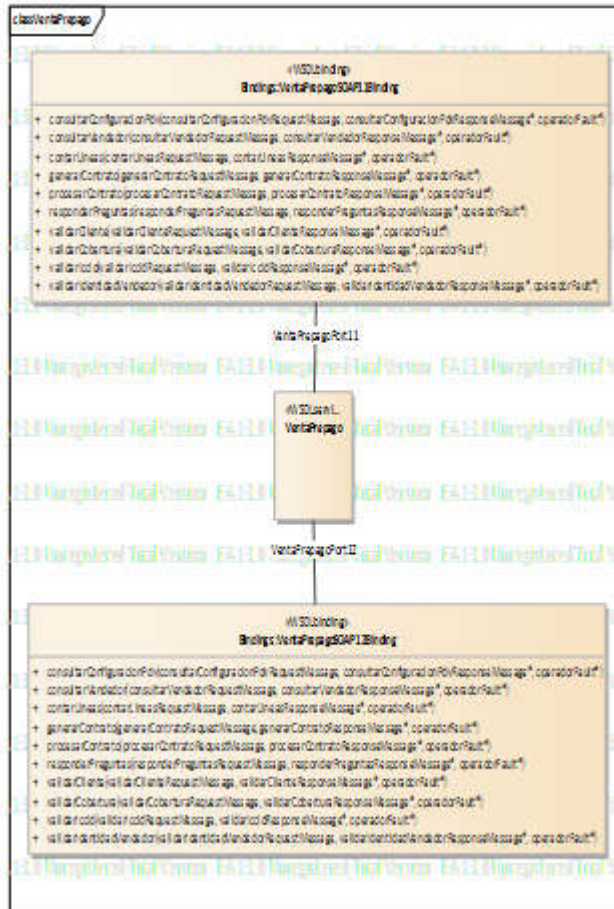 class VentaPrepago
«WSDLbinding»
Bindings::VentaPrepagoSOAP11Binding
+ consultarConfiguracionPdv(consultarConfiguracionPdvRequestMessage, consultarConfiguracionPdvResponseMessage*, operadorFault*)
+ consultarVendedor(consultarVendedorRequestMessage, consultarVendedorResponseMessage*, operadorFault*)
+ contarLineas(contarLineasRequestMessage, contarLineasResponseMessage*, operadorFault*)
+ generarContrato(generarContratoRequestMessage, generarContratoResponseMessage*, operadorFault*)
+ procesarContrato(procesarContratoRequestMessage, procesarContratoResponseMessage*, operadorFault*)
+ responderPreguntas(responderPreguntasRequestMessage, responderPreguntasResponseMessage*, operadorFault*)
+ validarCliente(validarClienteRequestMessage, validarClienteResponseMessage*, operadorFault*)
+ validarCobertura(validarCoberturaRequestMessage, validarCoberturaResponseMessage*, operadorFault*)
+ validarIccid(validarIccidRequestMessage, validarIccidResponseMessage*, operadorFault*)
+ validarIdentidadVendedor(validarIdentidadVendedorRequestMessage, validarIdentidadVendedorResponseMessage*, operadorFault*)
VentaPrepagoPort11
«WSDLservi...
VentaPrepago
VentaPrepagoPort12
«WSDLbinding»
Bindings::VentaPrepagoSOAP12Binding
+ consultarConfiguracionPdv(consultarConfiguracionPdvRequestMessage, consultarConfiguracionPdvResponseMessage*, operadorFault*)
+ consultarVendedor(consultarVendedorRequestMessage, consultarVendedorResponseMessage*, operadorFault*)
+ contarLineas(contarLineasRequestMessage, contarLineasResponseMessage*, operadorFault*)
+ generarContrato(generarContratoRequestMessage, generarContratoResponseMessage*, operadorFault*)
+ procesarContrato(procesarContratoRequestMessage, procesarContratoResponseMessage*, operadorFault*)
+ responderPreguntas(responderPreguntasRequestMessage, responderPreguntasResponseMessage*, operadorFault*)
+ validarCliente(validarClienteRequestMessage, validarClienteResponseMessage*, operadorFault*)
+ validarCobertura(validarCoberturaRequestMessage, validarCoberturaResponseMessage*, operadorFault*)
+ validarIccid(validarIccidRequestMessage, validarIccidResponseMessage*, operadorFault*)
+ validarIdentidadVendedor(validarIdentidadVendedorRequestMessage, validarIdentidadVendedorResponseMessage*, operadorFault*)